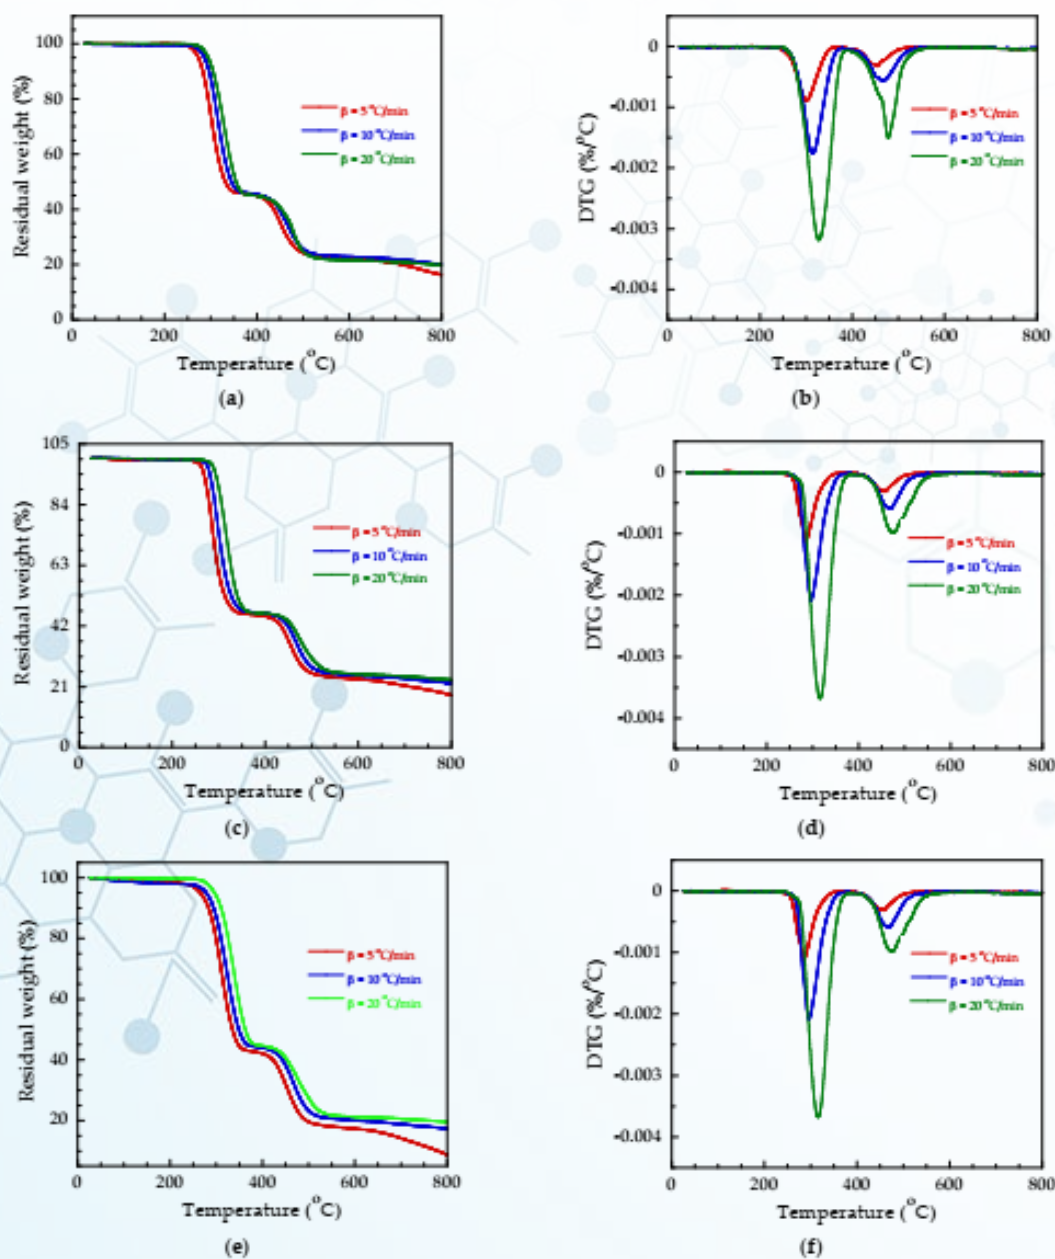 100
80
60
40
20
0
Residual weight (%)
β = 5 °C/min
β = 10 °C/min
β = 20 °C/min
0 200 400 600 800
Temperature (°C)
(a)
0
-0.001
-0.002
-0.003
-0.004
DTG (%/°C)
β = 5 °C/min
β = 10 °C/min
β = 20 °C/min
0 200 400 600 800
Temperature (°C)
(b)
105
84
63
42
21
0
Residual weight (%)
β = 5 °C/min
β = 10 °C/min
β = 20 °C/min
0 200 400 600 800
Temperature (°C)
(c)
0
-0.001
-0.002
-0.003
-0.004
DTG (%/°C)
β = 5 °C/min
β = 10 °C/min
β = 20 °C/min
0 200 400 600 800
Temperature (°C)
(d)
100
80
60
40
20
Residual weight (%)
β = 5 °C/min
β = 10 °C/min
β = 20 °C/min
0 200 400 600 800
Temperature (°C)
(e)
0
-0.001
-0.002
-0.003
-0.004
DTG (%/°C)
β = 5 °C/min
β = 10 °C/min
β = 20 °C/min
0 200 400 600 800
Temperature (°C)
(f)